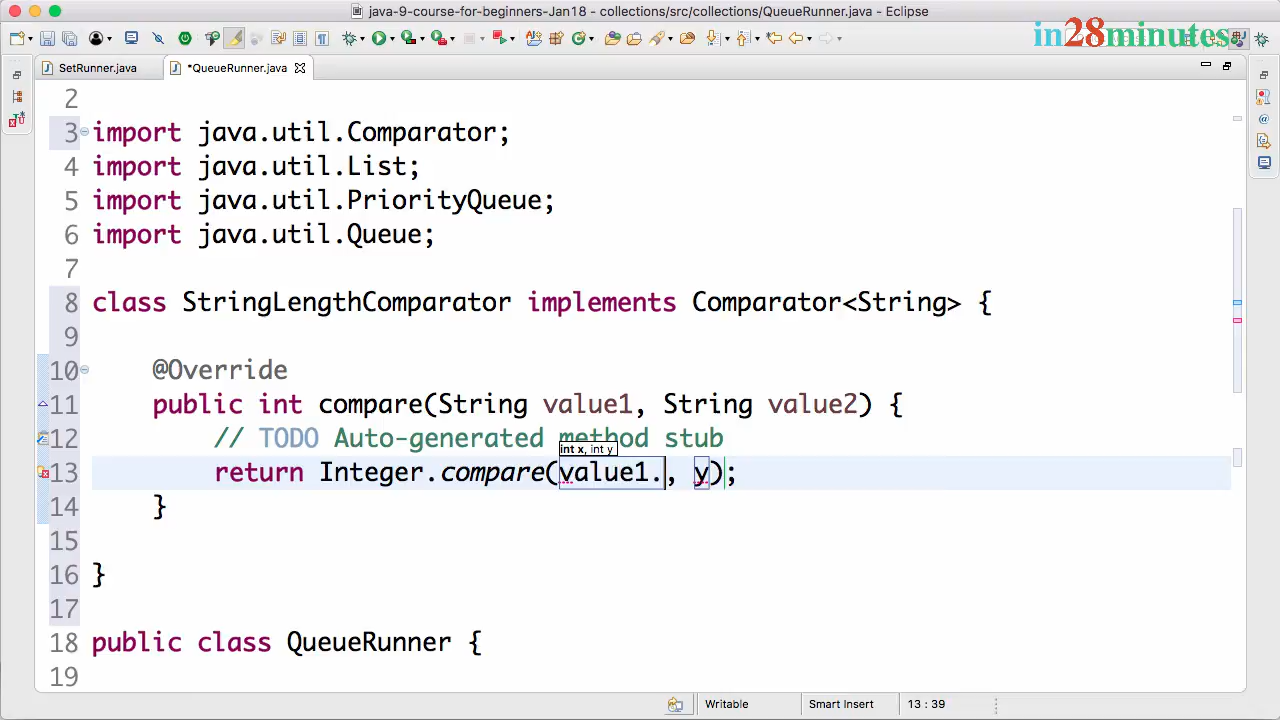 java-9-course-for-beginners-Jan18 - collections/src/collections/QueueRunner.java - Eclipse
in28minutes
SetRunner.java
*QueueRunner.java
2
3 import java.util.Comparator;
4 import java.util.List;
5 import java.util.PriorityQueue;
6 import java.util.Queue;
7
8 class StringLengthComparator implements Comparator<String> {
9
10 @Override
11 public int compare(String value1, String value2) {
12 // TODO Auto-generated method stub
int x, int y
13 return Integer.compare(value1., y);
14 }
15
16 }
17
18 public class QueueRunner {
19
Writable
Smart Insert
13 : 39